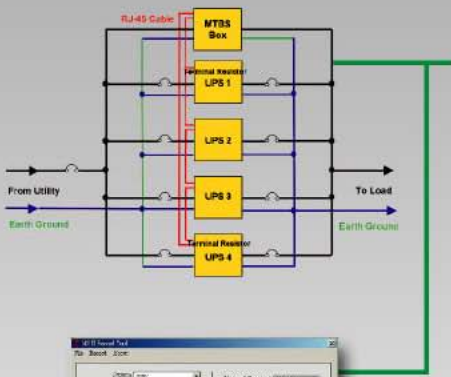 RJ-45 Cable
MTBS
Box
Terminal Resistor
UPS 1
UPS 2
UPS 3
From Utility
To Load
Earth Ground
Earth Ground
Terminal Resistor
UPS 4